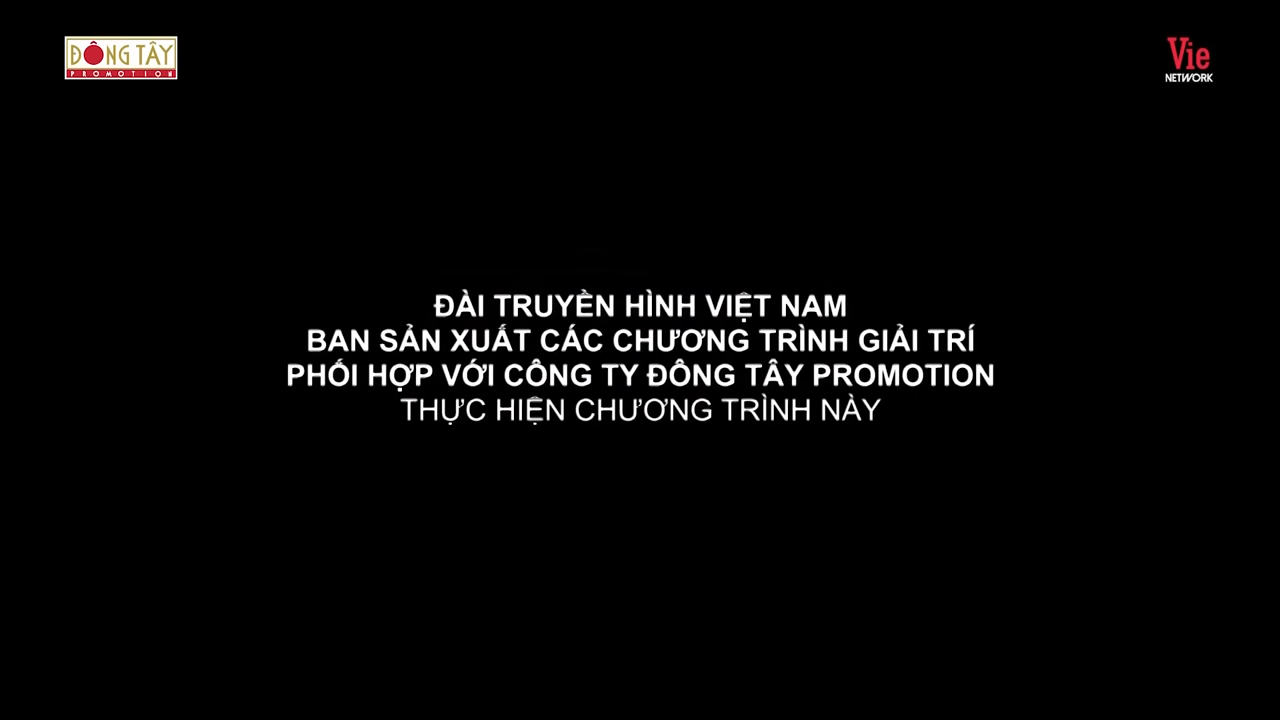 ĐÔNG TÂY
PROMOTION
Vie
NETWORK
ĐÀI TRUYỀN HÌNH VIỆT NAM
BAN SẢN XUẤT CÁC CHƯƠNG TRÌNH GIẢI TRÍ
PHỐI HỢP VỚI CÔNG TY ĐÔNG TÂY PROMOTION
THỰC HIỆN CHƯƠNG TRÌNH NÀY